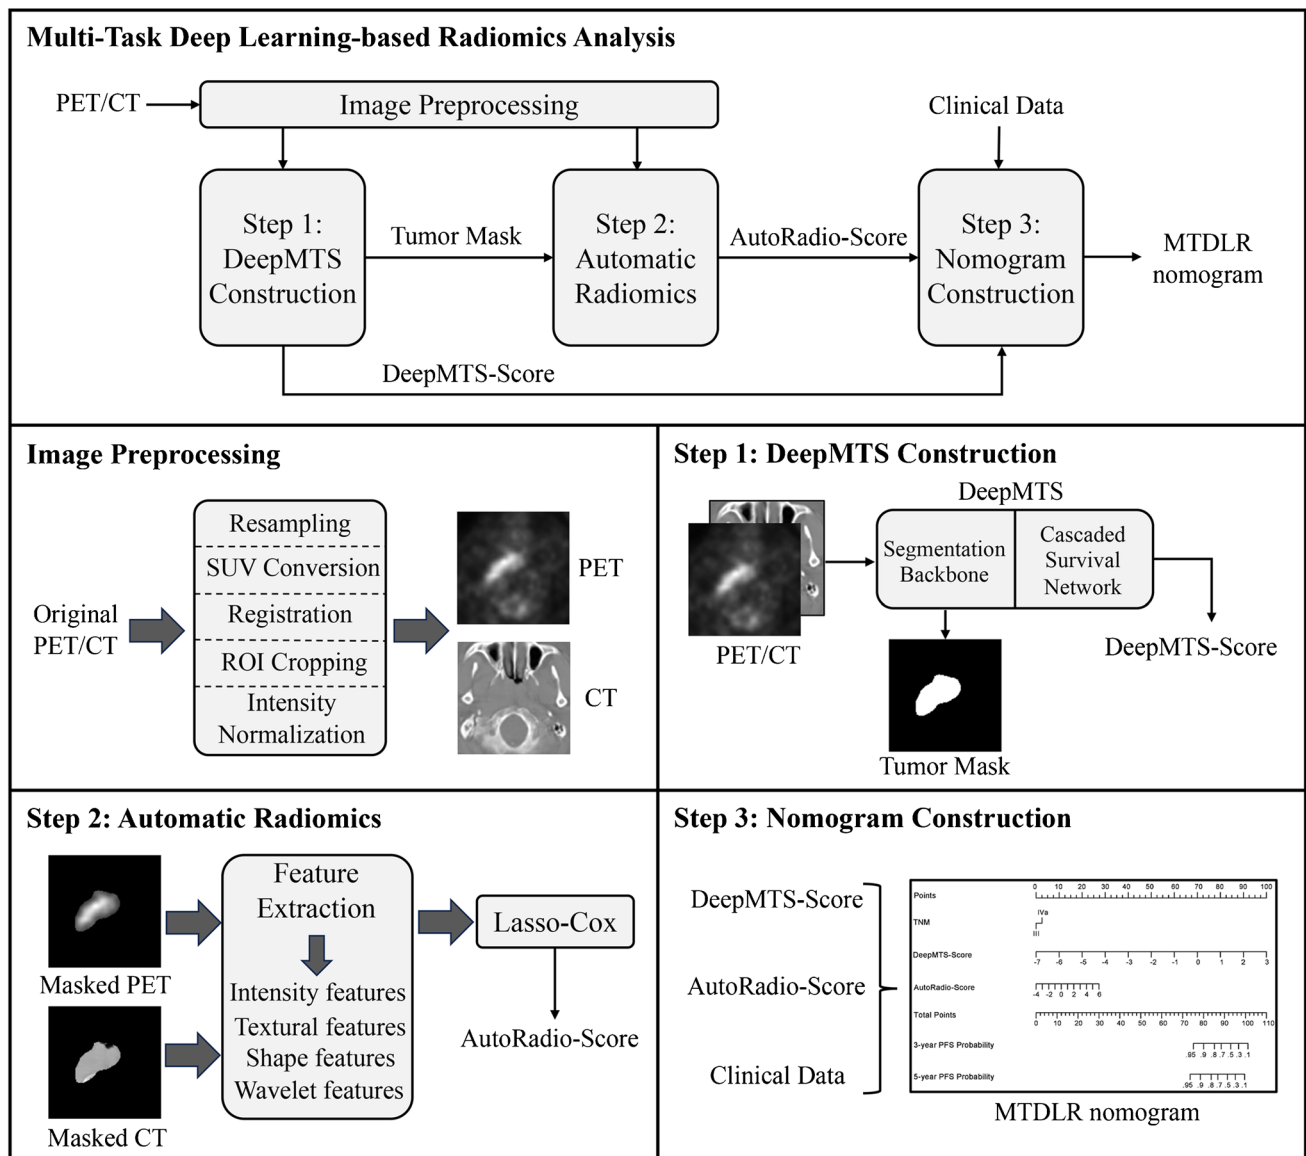 Multi-Task Deep Learning-based Radiomics Analysis
PET/CT
Image Preprocessing
Clinical Data
Step 1:
DeepMTS
Construction
Tumor Mask
Step 2:
Automatic
Radiomics
AutoRadio-Score
Step 3:
Nomogram
Construction
MTDLR
nomogram
DeepMTS-Score
Image Preprocessing
Original
PET/CT
Resampling
SUV Conversion
Registration
ROI Cropping
Intensity
Normalization
PET
CT
Step 1: DeepMTS Construction
DeepMTS
PET/CT
Segmentation
Backbone
Cascaded
Survival
Network
DeepMTS-Score
Tumor Mask
Step 2: Automatic Radiomics
Masked PET
Masked CT
Feature
Extraction
Intensity features
Textural features
Shape features
Wavelet features
Lasso-Cox
AutoRadio-Score
Step 3: Nomogram Construction
DeepMTS-Score
AutoRadio-Score
Clinical Data
Points
0 10 20 30 40 50 60 70 80 90 100
TNM
IVa
III
DeepMTS-Score
-7 -6 -5 -4 -3 -2 -1 0 1 2 3
AutoRadio-Score
-4 -2 0 2 4 6
Total Points
0 10 20 30 40 50 60 70 80 90 100 110
3-year PFS Probability
.95 .9 .8 .7 .5 .3 .1
5-year PFS Probability
.95 .9 .8 .7 .5 .3 .1
MTDLR nomogram